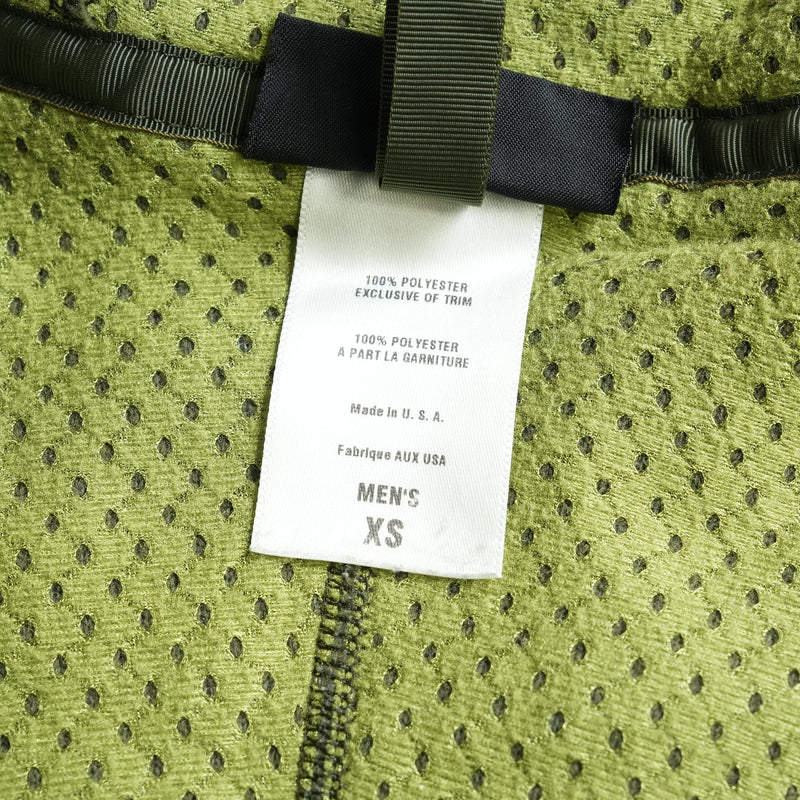 100% POLYESTER
EXCLUSIVE OF TRIM
100% POLYESTER
A PART LA GARNITURE
Made in U. S. A.
Fabrique AUX USA
MEN'S
XS